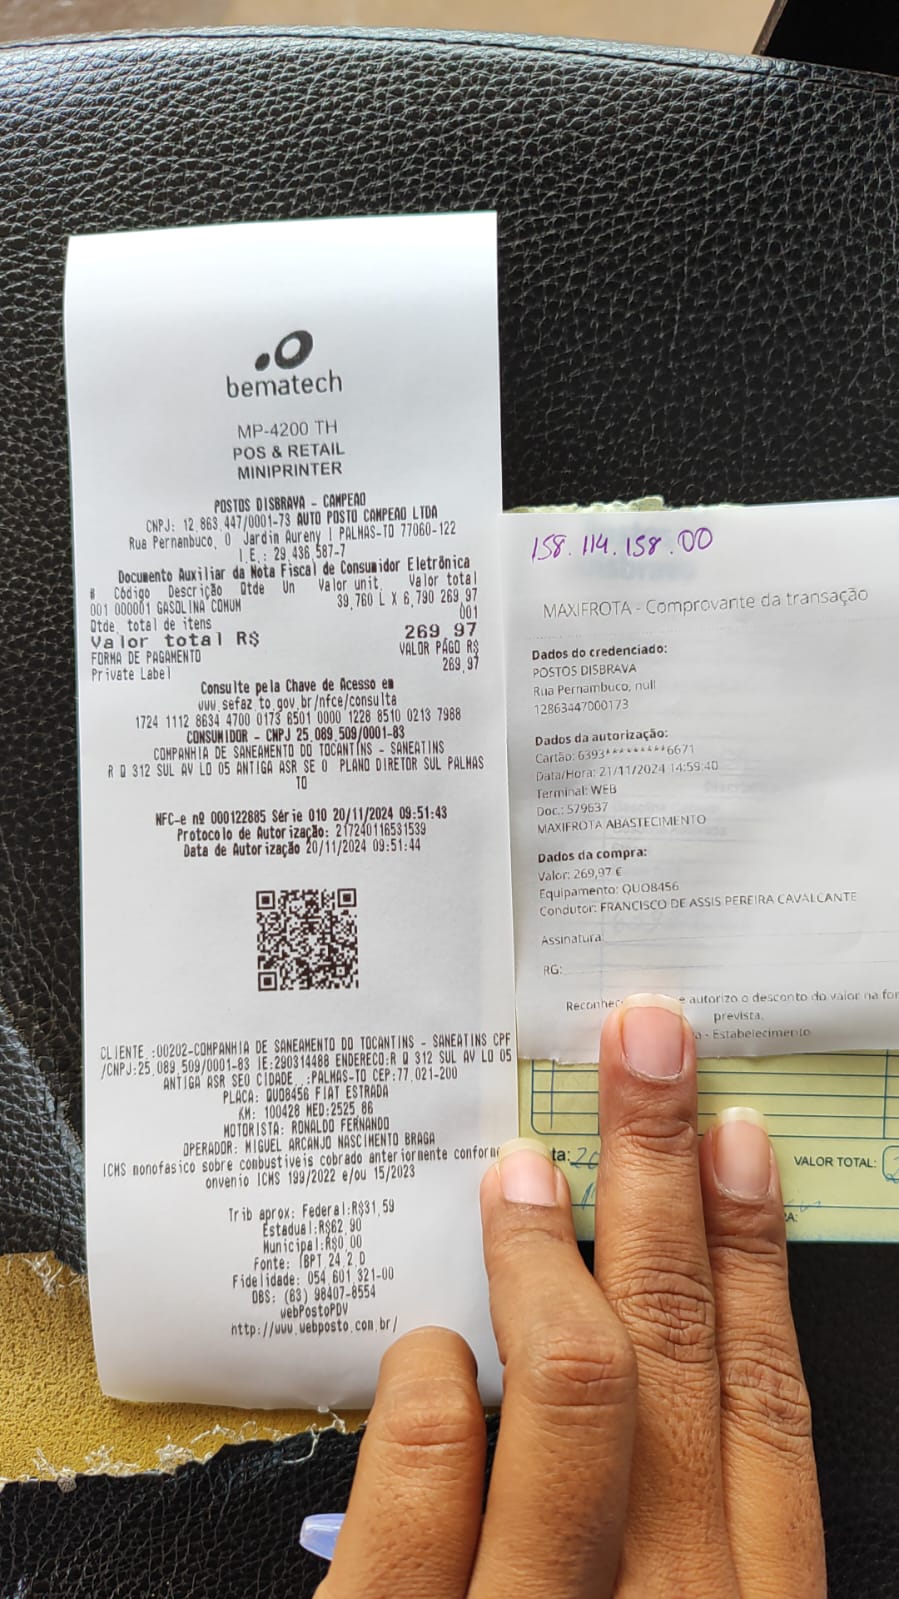 bematech
MP-4200 TH
POS & RETAIL
MINIPRINTER
POSTOS DISBRAVA - CAMPEAO
CNPJ: 12.863.447/0001-73 AUTO POSTO CAMPEAO LTDA
Rua Pernambuco, 0 Jardin Aureny I PALMAS-TO 77060-122
I.E.: 29.436.587-7
Documento Auxiliar da Nota Fiscal de Consumidor Eletrônica
# Código Descrição Qtde Un Valor unit. Valor total
001 000001 GASOLINA COMUM 39,760 L X 6,790 269,97
Qtde. total de itens 001
Valor total R$ 269,97
FORMA DE PAGAMENTO VALOR PAGO R$
Private Label 269,97
Consulte pela Chave de Acesso em
www.sefaz.to.gov.br/nfce/consulta
1724 1112 8634 4700 0173 6501 0000 1228 8510 0213 7988
CONSUMIDOR - CNPJ 25.089.509/0001-83
COMPANHIA DE SANEAMENTO DO TOCANTINS - SANEATINS
R Q 312 SUL AV LO 05 ANTIGA ASR SE 0 PLANO DIRETOR SUL PALMAS
TO
NFC-e nº 000122885 Série 010 20/11/2024 09:51:43
Protocolo de Autorização: 217240116531539
Data de Autorização 20/11/2024 09:51:44
CLIENTE.:00202-COMPANHIA DE SANEAMENTO DO TOCANTINS - SANEATINS CPF
/CNPJ:25.089.509/0001-83 IE:290314488 ENDERECO:R Q 312 SUL AV LO 05
ANTIGA ASR SE0 CIDADE .:PALMAS-TO CEP:77.021-200
PLACA: QUO8456 FIAT ESTRADA
KM: 100428 MED:2525,86
MOTORISTA: RONALDO FERNANDO
OPERADOR: MIGUEL ARCANJO NASCIMENTO BRAGA
ICMS monofasico sobre combustiveis cobrado anteriormente conforme
onvenio ICMS 199/2022 e/ou 15/2023
Trib aprox: Federal:R$31,59
Estadual:R$62,90
Municipal:R$0,00
Fonte: IBPT 24.2.D
Fidelidade: 054.601.321-00
OBS: (63) 98407-8554
webPostoPDV
http://www.webposto.com.br/
158.114.158.00
MAXIFROTA - Comprovante da transação
Dados do credenciado:
POSTOS DISBRAVA
Rua Pernambuco, null
12863447000173
Dados da autorização:
Cartão: 6393*********6671
Data/Hora: 21/11/2024 14:59:40
Terminal: WEB
Doc.: 579637
MAXIFROTA ABASTECIMENTO
Dados da compra:
Valor: 269,97 €
Equipamento: QUO8456
Condutor: FRANCISCO DE ASSIS PEREIRA CAVALCANTE
Assinatura:
RG:
Reconheç e autorizo o desconto do valor na for
prevista.
a - Estabelecimento
ta: 20
VALOR TOTAL: